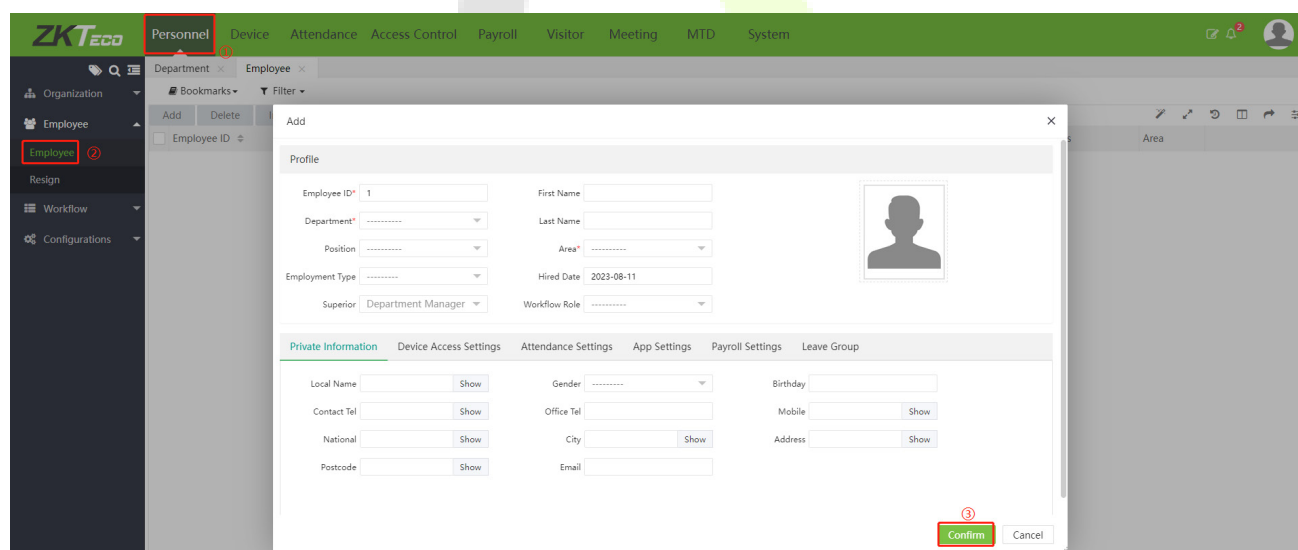 ZKTECO Personnel Device Attendance Access Control Payroll Visitor Meeting MTD System 2
①
Department × Employee ×
Organization
Bookmarks Filter
Employee
Add Delete
Employee ID Area
Employee ②
Resign
Workflow
Configurations
Add ×
Profile
Employee ID* 1 First Name
Department* ---------- Last Name
Position ---------- Area* ----------
Employment Type --------- Hired Date 2023-08-11
Superior Department Manager Workflow Role ----------
Private Information Device Access Settings Attendance Settings App Settings Payroll Settings Leave Group
Local Name Show Gender --------- Birthday
Contact Tel Show Office Tel Mobile Show
National Show City Show Address Show
Postcode Show Email
③
Confirm Cancel